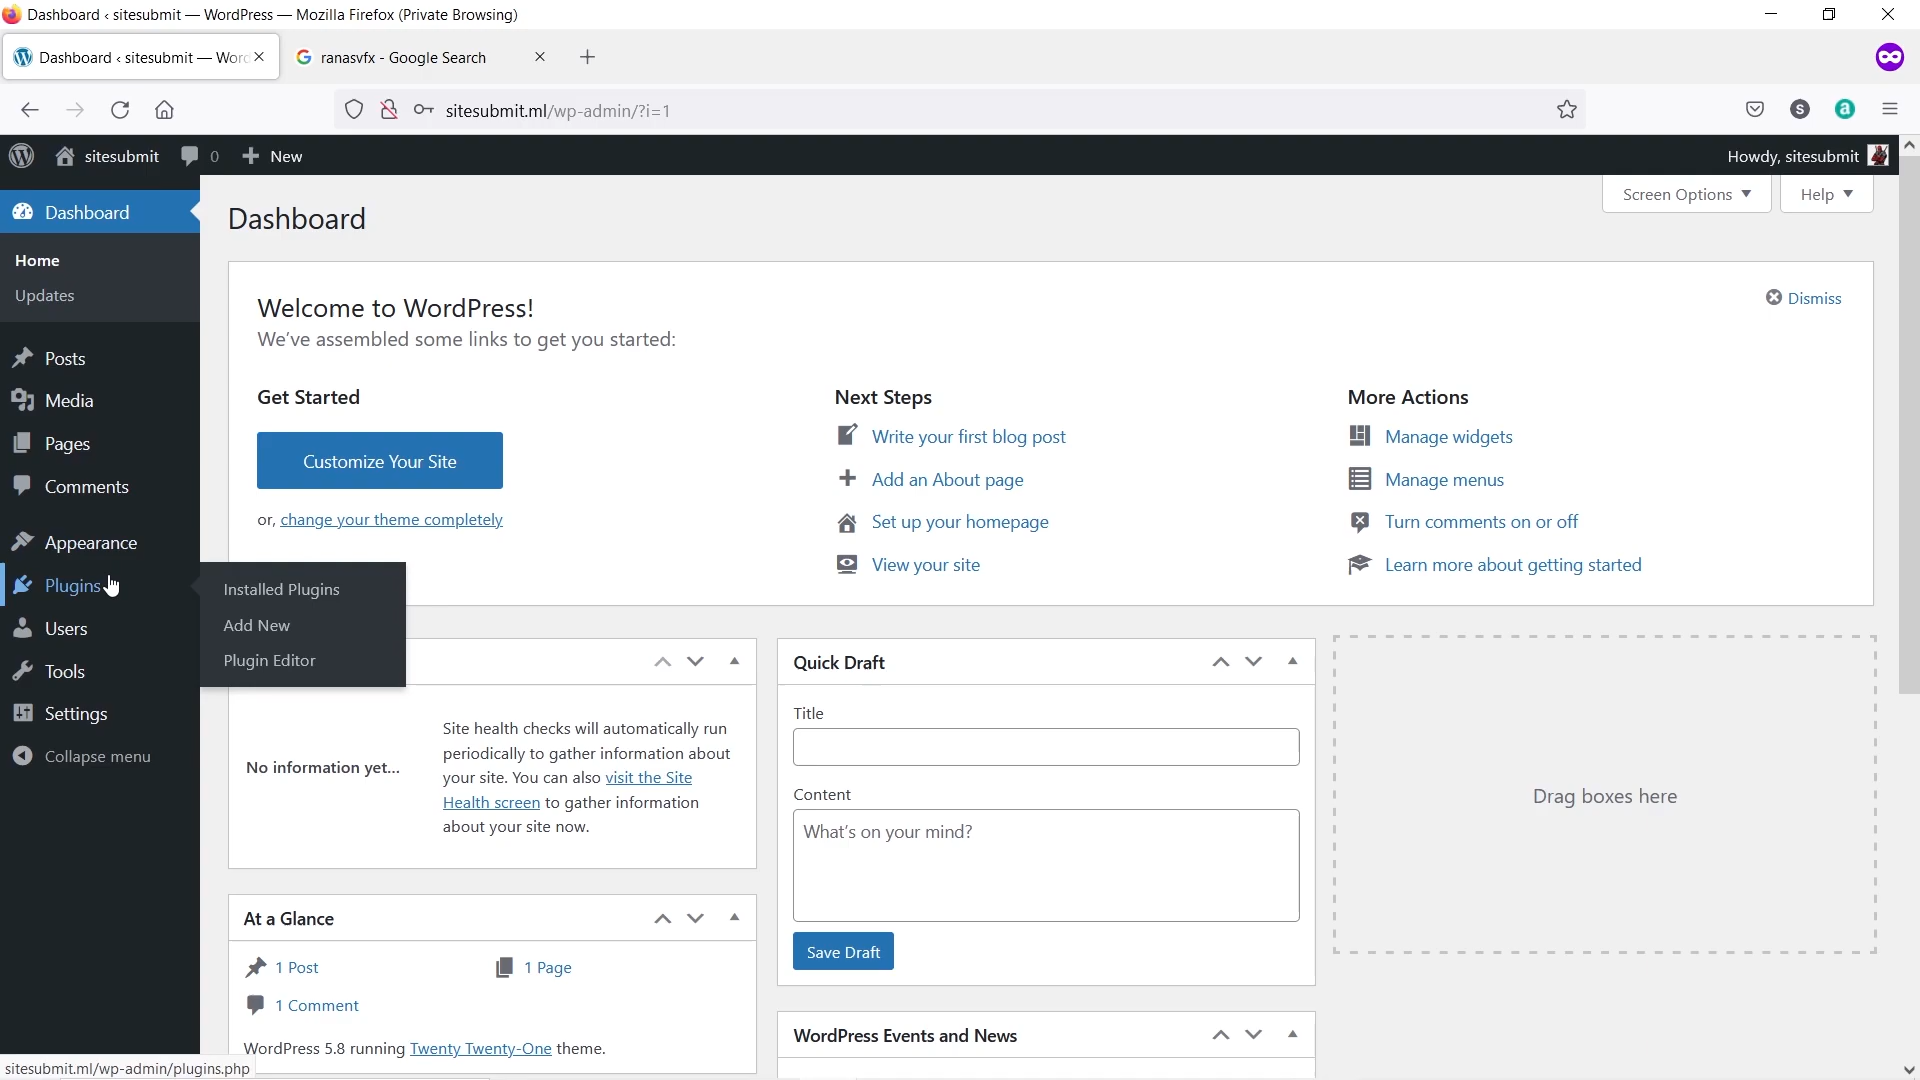 Dashboard ‹ sitesubmit — WordPress — Mozilla Firefox (Private Browsing)
Dashboard ‹ sitesubmit — Word
ranasvfx - Google Search
sitesubmit.ml/wp-admin/?i=1
S
a
sitesubmit
0
New
Howdy, sitesubmit
Dashboard
Home
Updates
Posts
Media
Pages
Comments
Appearance
Plugins
Users
Tools
Settings
Collapse menu
Installed Plugins
Add New
Plugin Editor
Screen Options
Help
Dashboard
Welcome to WordPress!
We've assembled some links to get you started:
Dismiss
Get Started
Customize Your Site
or, change your theme completely
Next Steps
Write your first blog post
Add an About page
Set up your homepage
View your site
More Actions
Manage widgets
Manage menus
Turn comments on or off
Learn more about getting started
No information yet...
Site health checks will automatically run
periodically to gather information about
your site. You can also visit the Site
Health screen to gather information
about your site now.
At a Glance
1 Post
1 Page
1 Comment
WordPress 5.8 running Twenty Twenty-One theme.
Quick Draft
Title
Content
What's on your mind?
Save Draft
WordPress Events and News
Drag boxes here
sitesubmit.ml/wp-admin/plugins.php